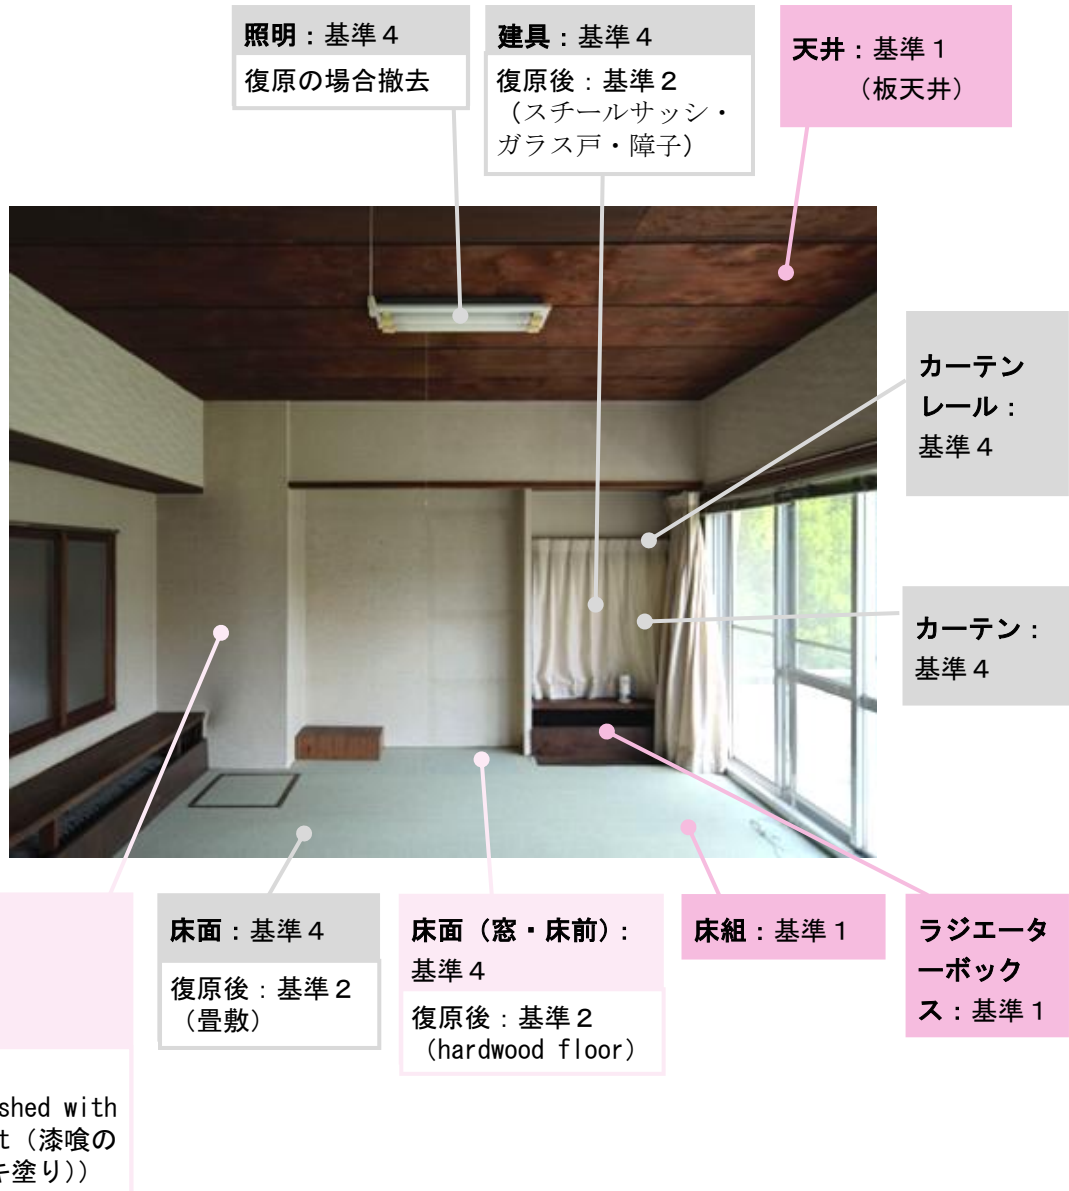 照明：基準４
復原の場合撤去
建具：基準４
復原後：基準２
（スチールサッシ・
ガラス戸・障子）
天井：基準１
（板天井）
カーテン
レール：
基準４
カーテン：
基準４
床面：基準４
復原後：基準２
（畳敷）
床面（窓・床前）：
基準４
復原後：基準２
（hardwood floor）
床組：基準１
ラジエータ
ーボック
ス：基準１
shed with
t（漆喰の
キ塗り））